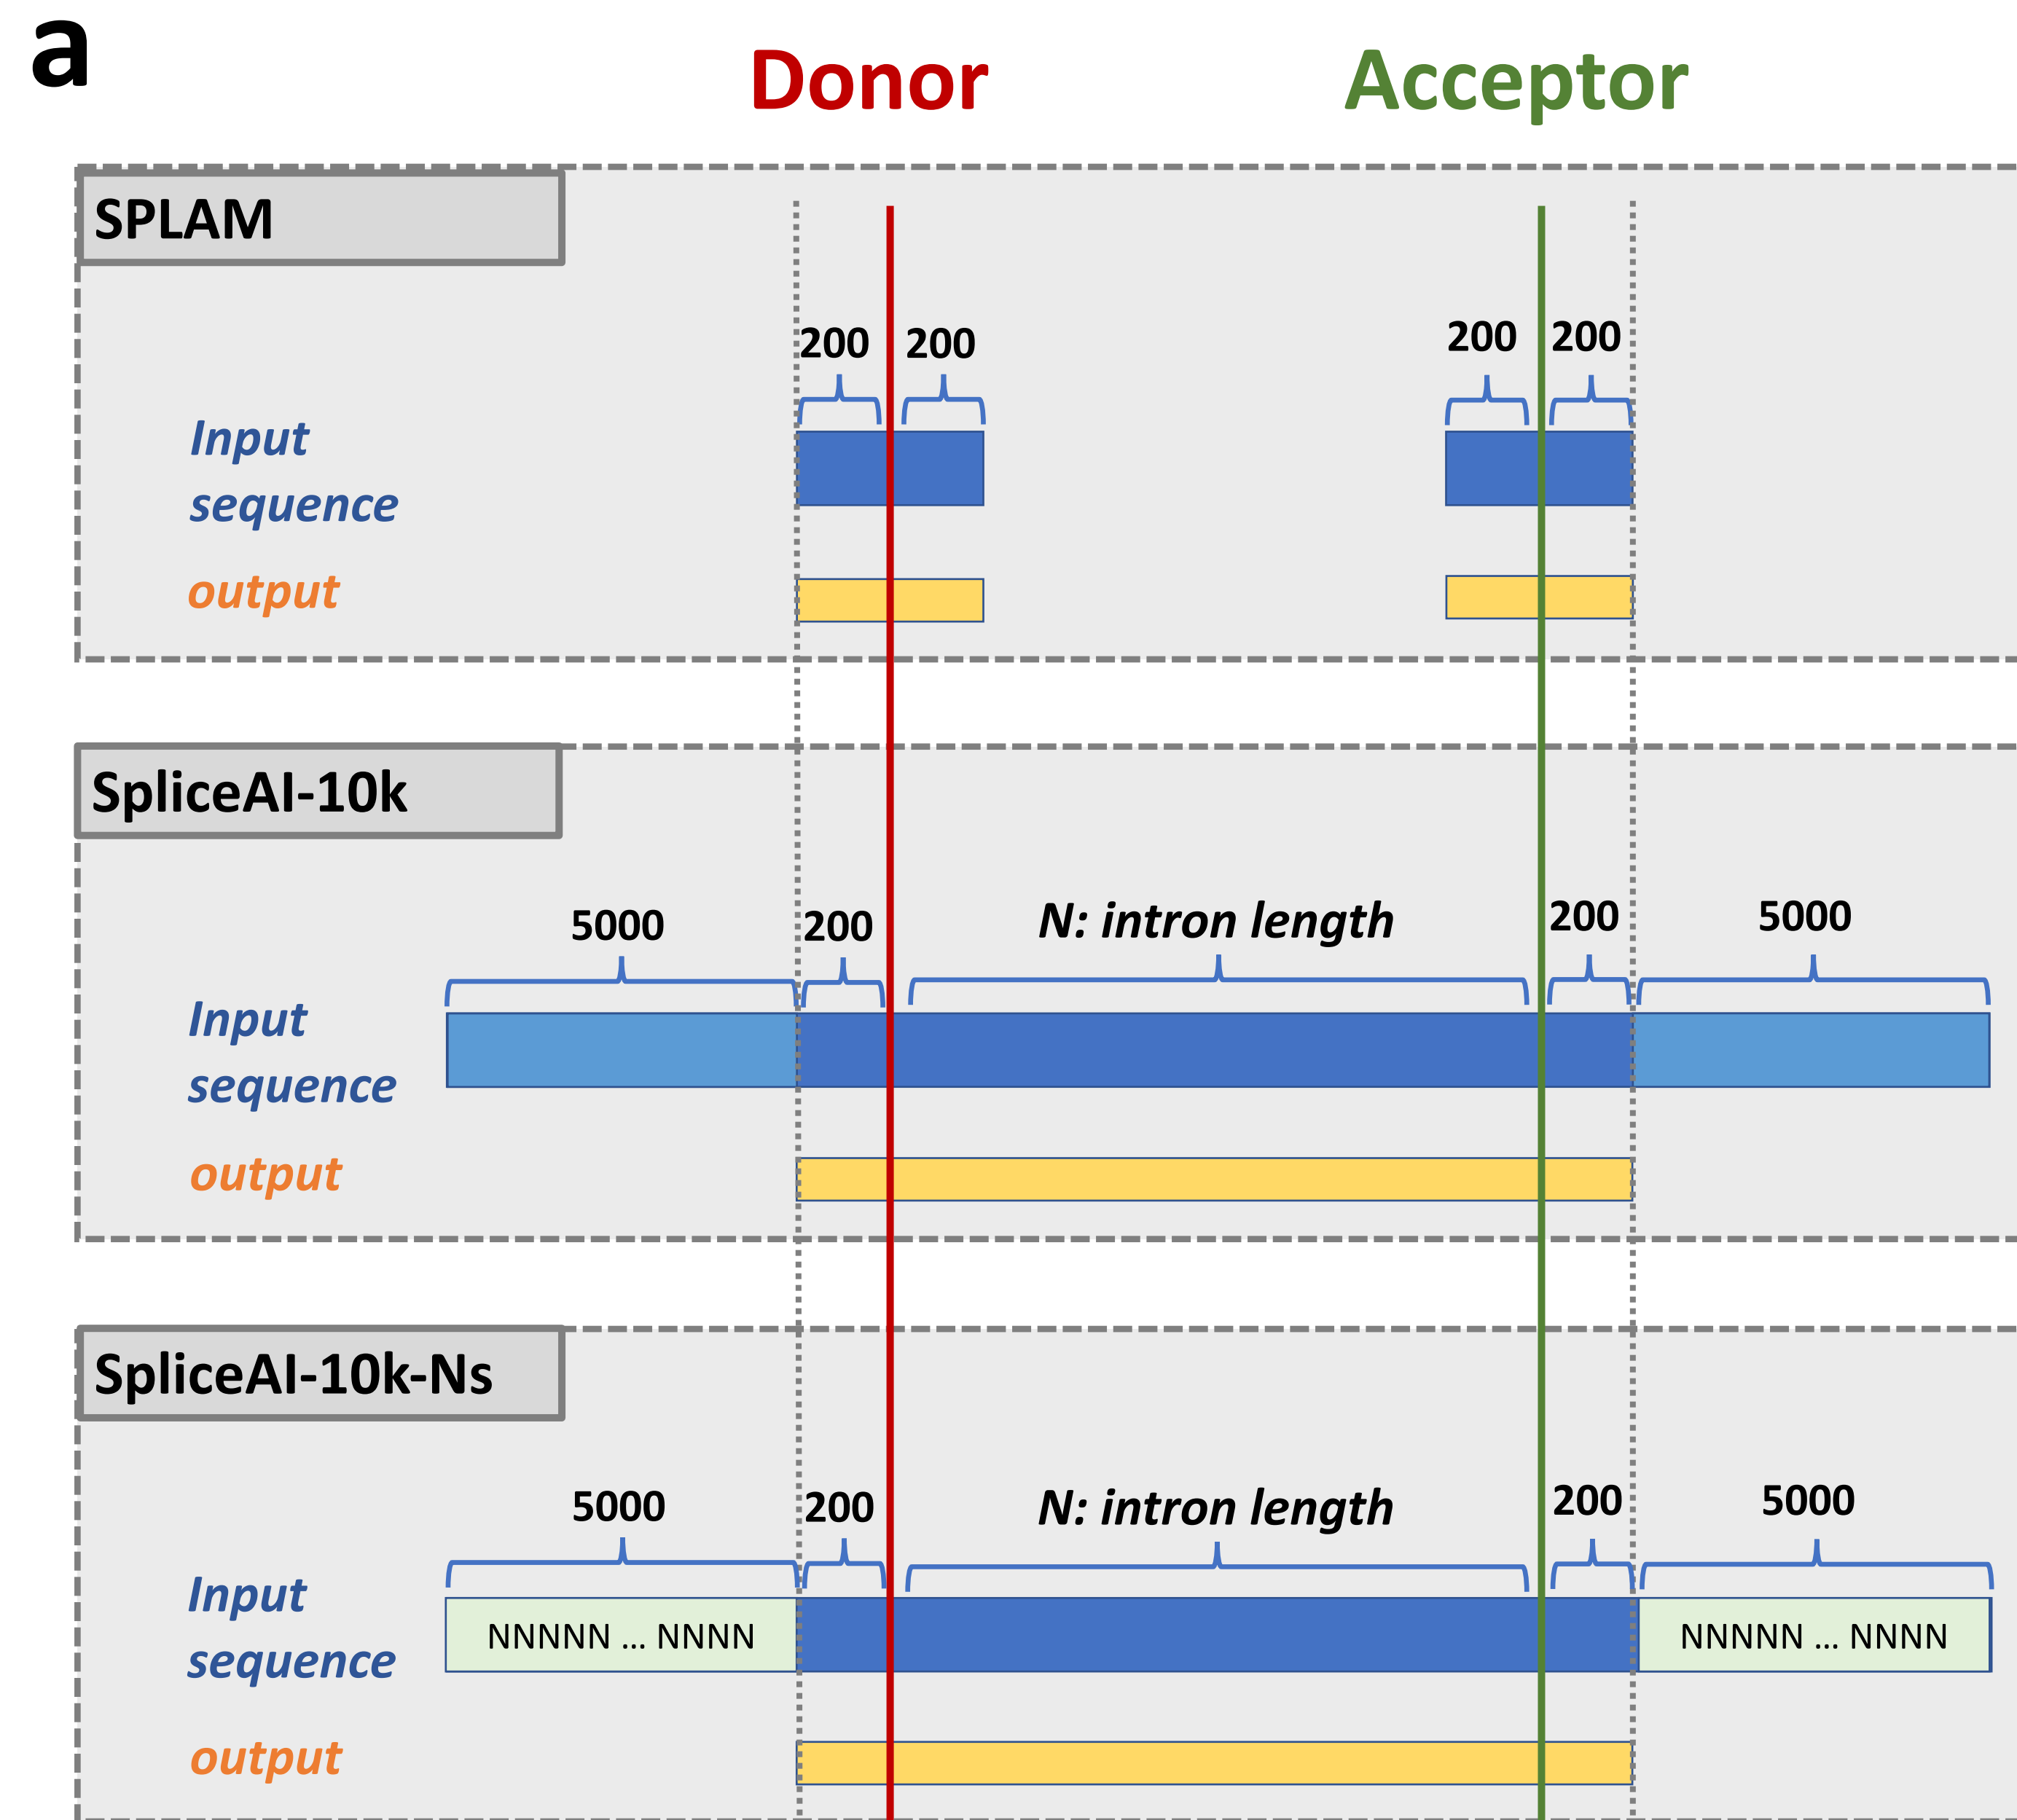 a
Donor
Acceptor
SPLAM
200 200 200 200
Input
sequence
output
SpliceAI-10k
5000 200 N: intron length 200 5000
Input
sequence
output
SpliceAI-10k-Ns
5000 200 N: intron length 200 5000
Input
sequence
NNNNN ... NNNN NNNNN ... NNNN
output